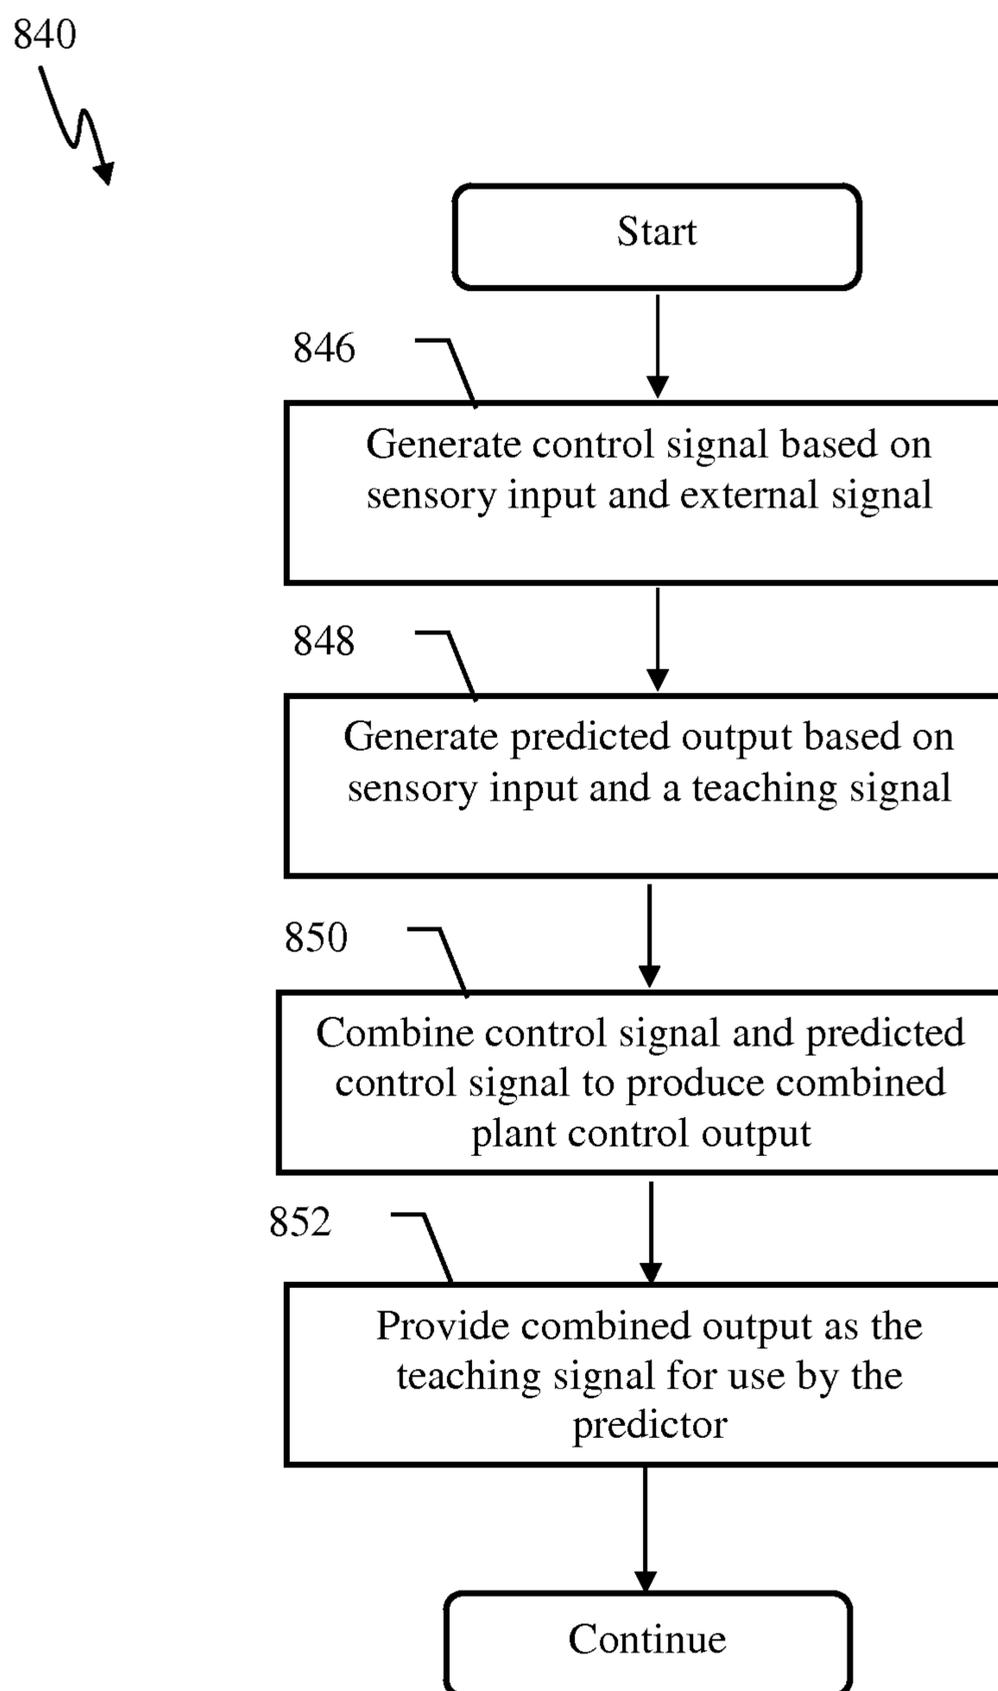 840
Start
846
Generate control signal based on
sensory input and external signal
848
Generate predicted output based on
sensory input and a teaching signal
850
Combine control signal and predicted
control signal to produce combined
plant control output
852
Provide combined output as the
teaching signal for use by the
predictor
Continue